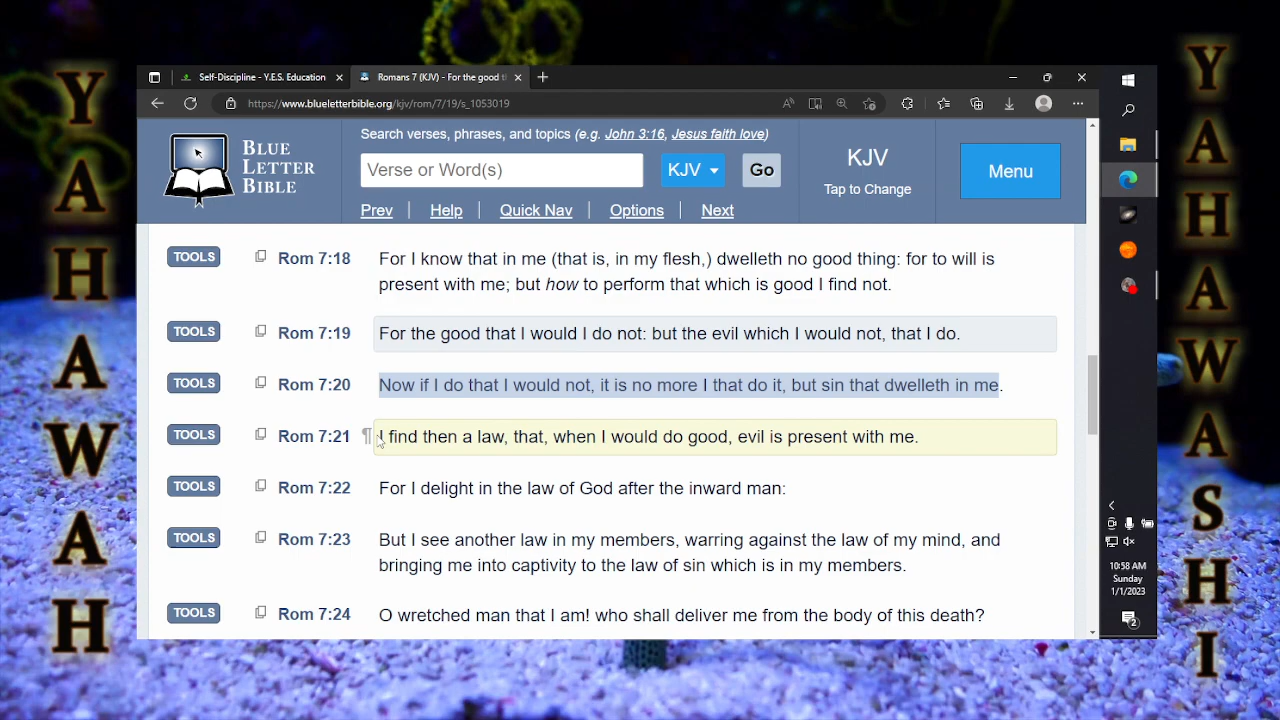 YAHAWAH
YAHAWASHI
Self-Discipline - Y.E.S. Education
Romans 7 (KJV) - For the good t
https://www.blueletterbible.org/kjv/rom/7/19/s_1053019
BLUE
LETTER
BIBLE
Search verses, phrases, and topics (e.g. John 3:16, Jesus faith love)
Verse or Word(s)
KJV
Go
Prev
Help
Quick Nav
Options
Next
KJV
Tap to Change
Menu
TOOLS
Rom 7:18
For I know that in me (that is, in my flesh,) dwelleth no good thing: for to will is
present with me; but how to perform that which is good I find not.
TOOLS
Rom 7:19
For the good that I would I do not: but the evil which I would not, that I do.
TOOLS
Rom 7:20
Now if I do that I would not, it is no more I that do it, but sin that dwelleth in me.
TOOLS
Rom 7:21
¶ I find then a law, that, when I would do good, evil is present with me.
TOOLS
Rom 7:22
For I delight in the law of God after the inward man:
TOOLS
Rom 7:23
But I see another law in my members, warring against the law of my mind, and
bringing me into captivity to the law of sin which is in my members.
TOOLS
Rom 7:24
O wretched man that I am! who shall deliver me from the body of this death?
10:58 AM
Sunday
1/1/2023
2